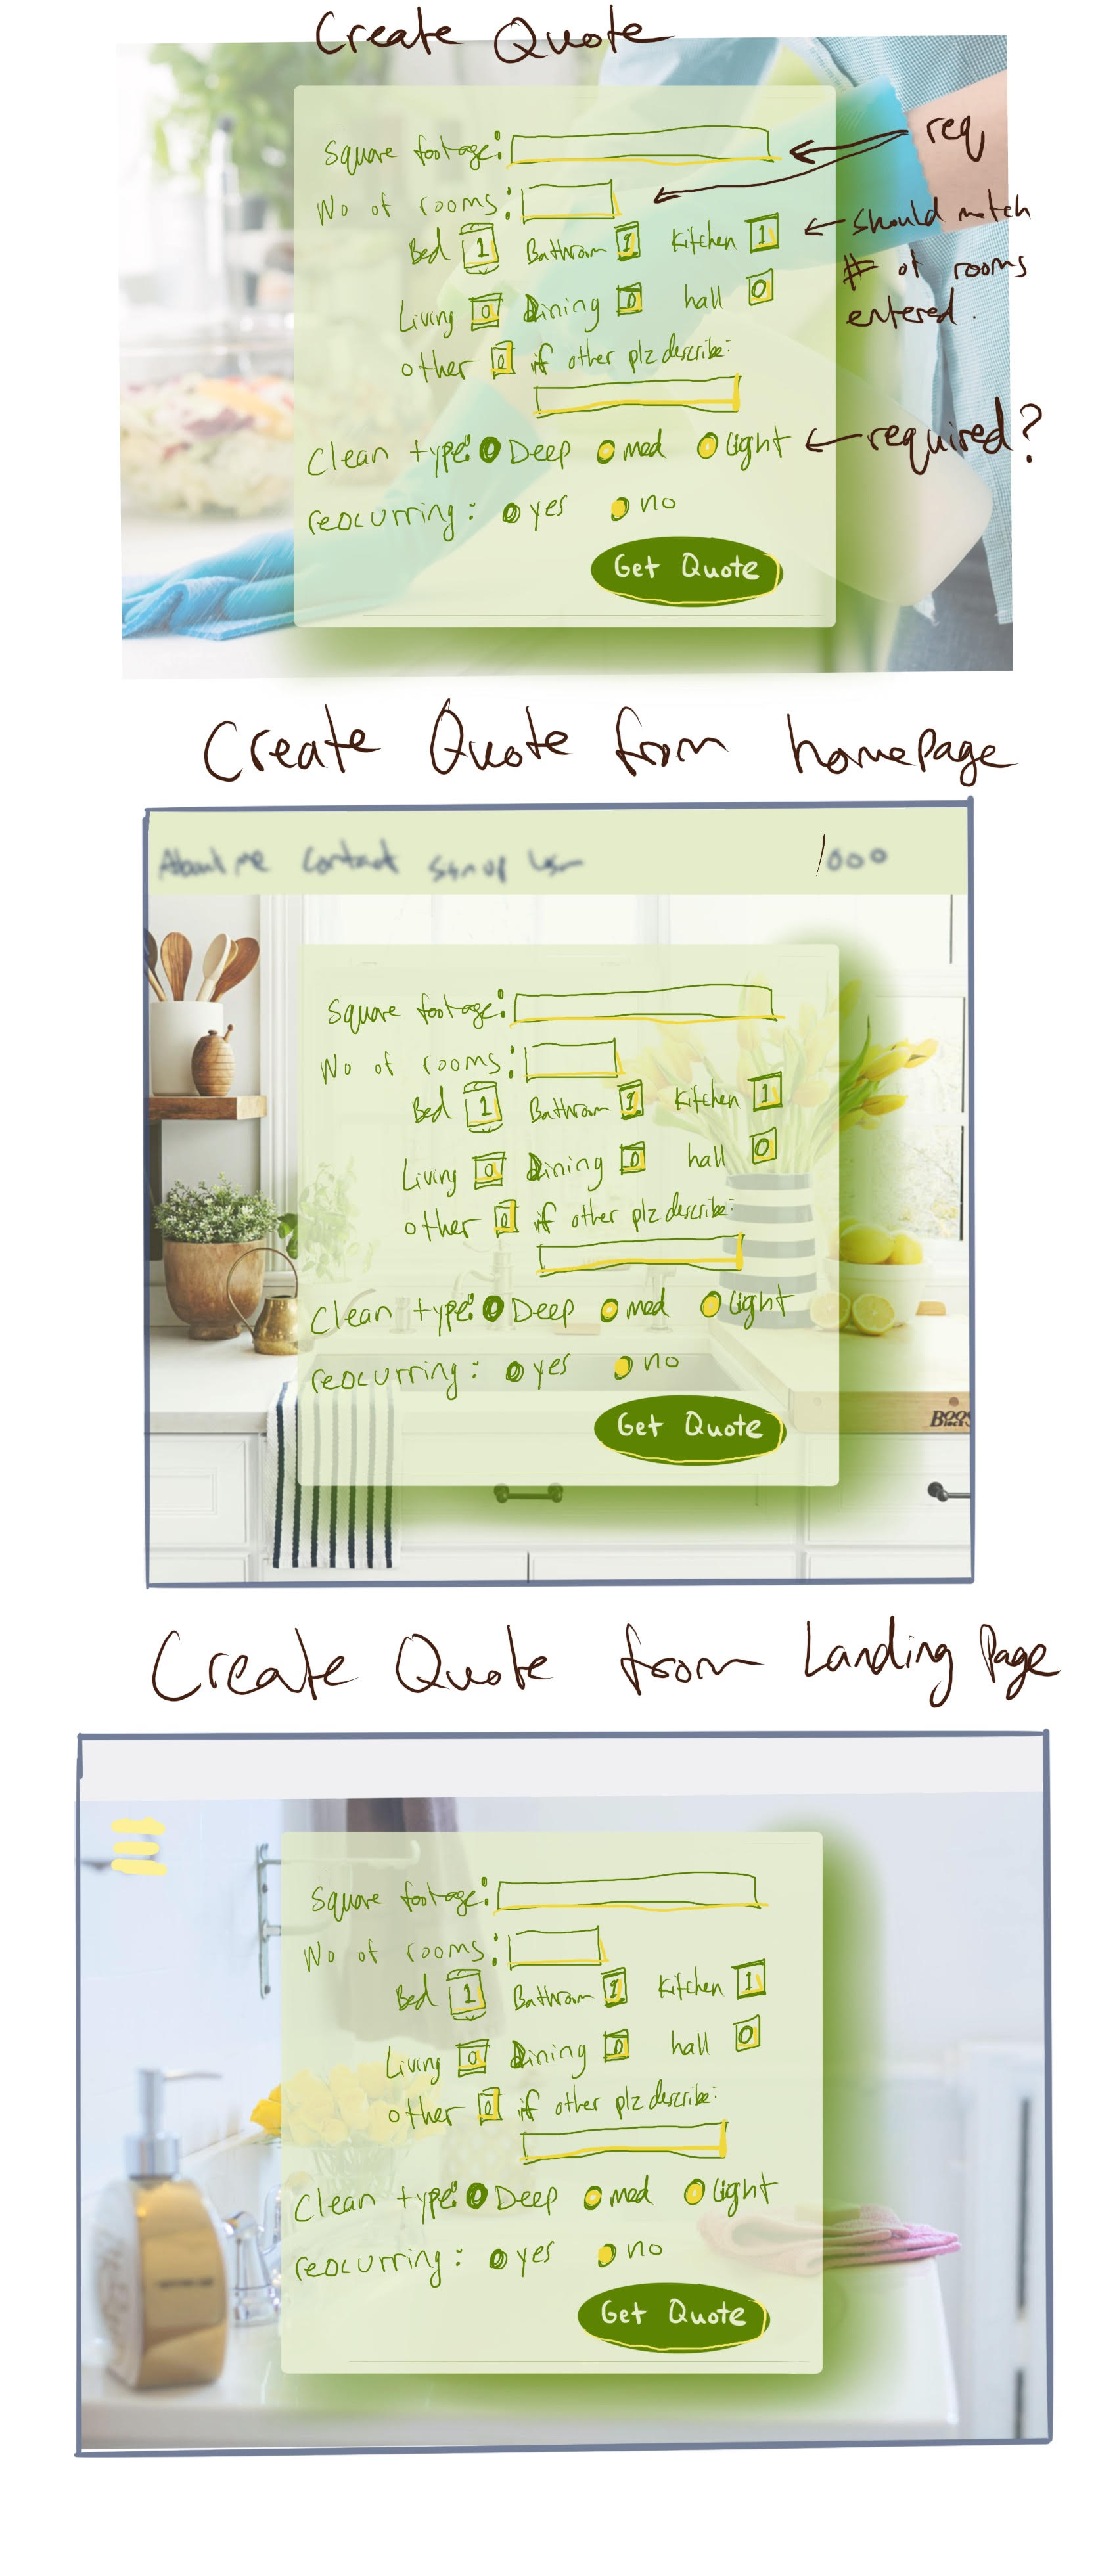 Create Quote
Square footage:
req
No of rooms:
Bed 1 Bathroom 1 Kitchen 1
should match
# of rooms
entered.
Living 0 Dining 0 hall 0
other 0 if other plz describe:
Clean type: Deep med light
required?
reocurring: yes no
Get Quote
Create Quote from homepage
About me Contact Sign up
Square footage:
No of rooms:
Bed 1 Bathroom 1 Kitchen 1
Living 0 Dining 0 hall 0
other 0 if other plz describe:
Clean type: Deep med light
reocurring: yes no
Get Quote
Create Quote from Landing Page
Square footage:
No of rooms:
Bed 1 Bathroom 1 Kitchen 1
Living 0 Dining 0 hall 0
other 0 if other plz describe:
Clean type: Deep med light
reocurring: yes no
Get Quote